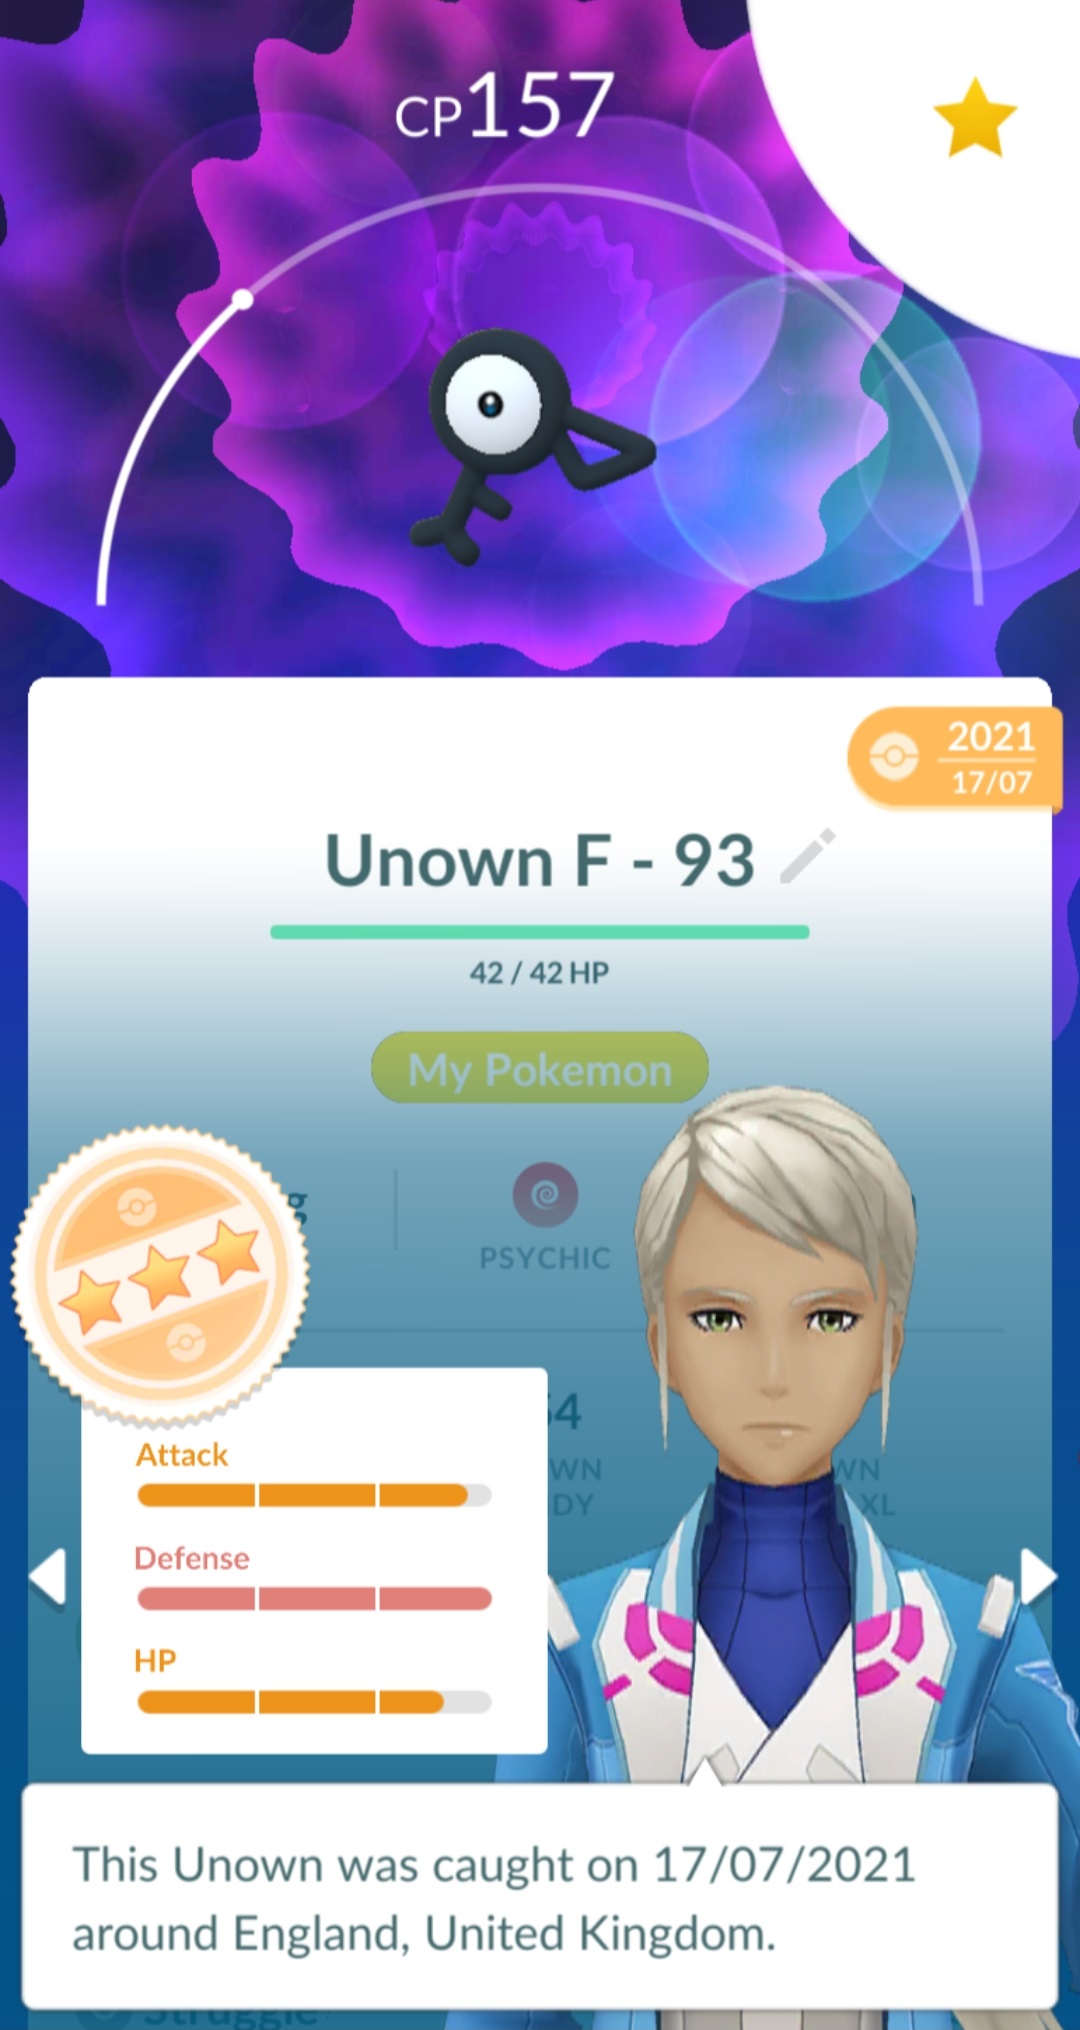 CP157
2021
17/07
Unown F - 93
42 / 42 HP
My Pokemon
g
PSYCHIC
54
WN
DY
WN
XL
Attack
Defense
HP
This Unown was caught on 17/07/2021
around England, United Kingdom.
Struggle